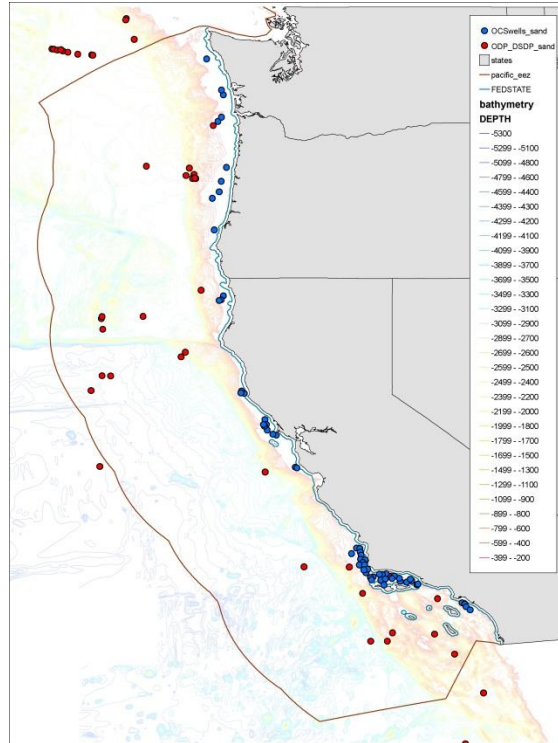 OCSwells_sand
ODP_DSDP_sand
states
pacific_eez
FEDSTATE
bathymetry
DEPTH
-5300
-5299 - -5100
-5099 - -4800
-4799 - -4600
-4599 - -4400
-4399 - -4300
-4299 - -4200
-4199 - -4100
-4099 - -3900
-3899 - -3700
-3699 - -3500
-3499 - -3300
-3299 - -3100
-3099 - -2900
-2899 - -2700
-2699 - -2600
-2599 - -2500
-2499 - -2400
-2399 - -2200
-2199 - -2000
-1999 - -1800
-1799 - -1700
-1699 - -1500
-1499 - -1300
-1299 - -1100
-1099 - -900
-899 - -800
-799 - -600
-599 - -400
-399 - -200